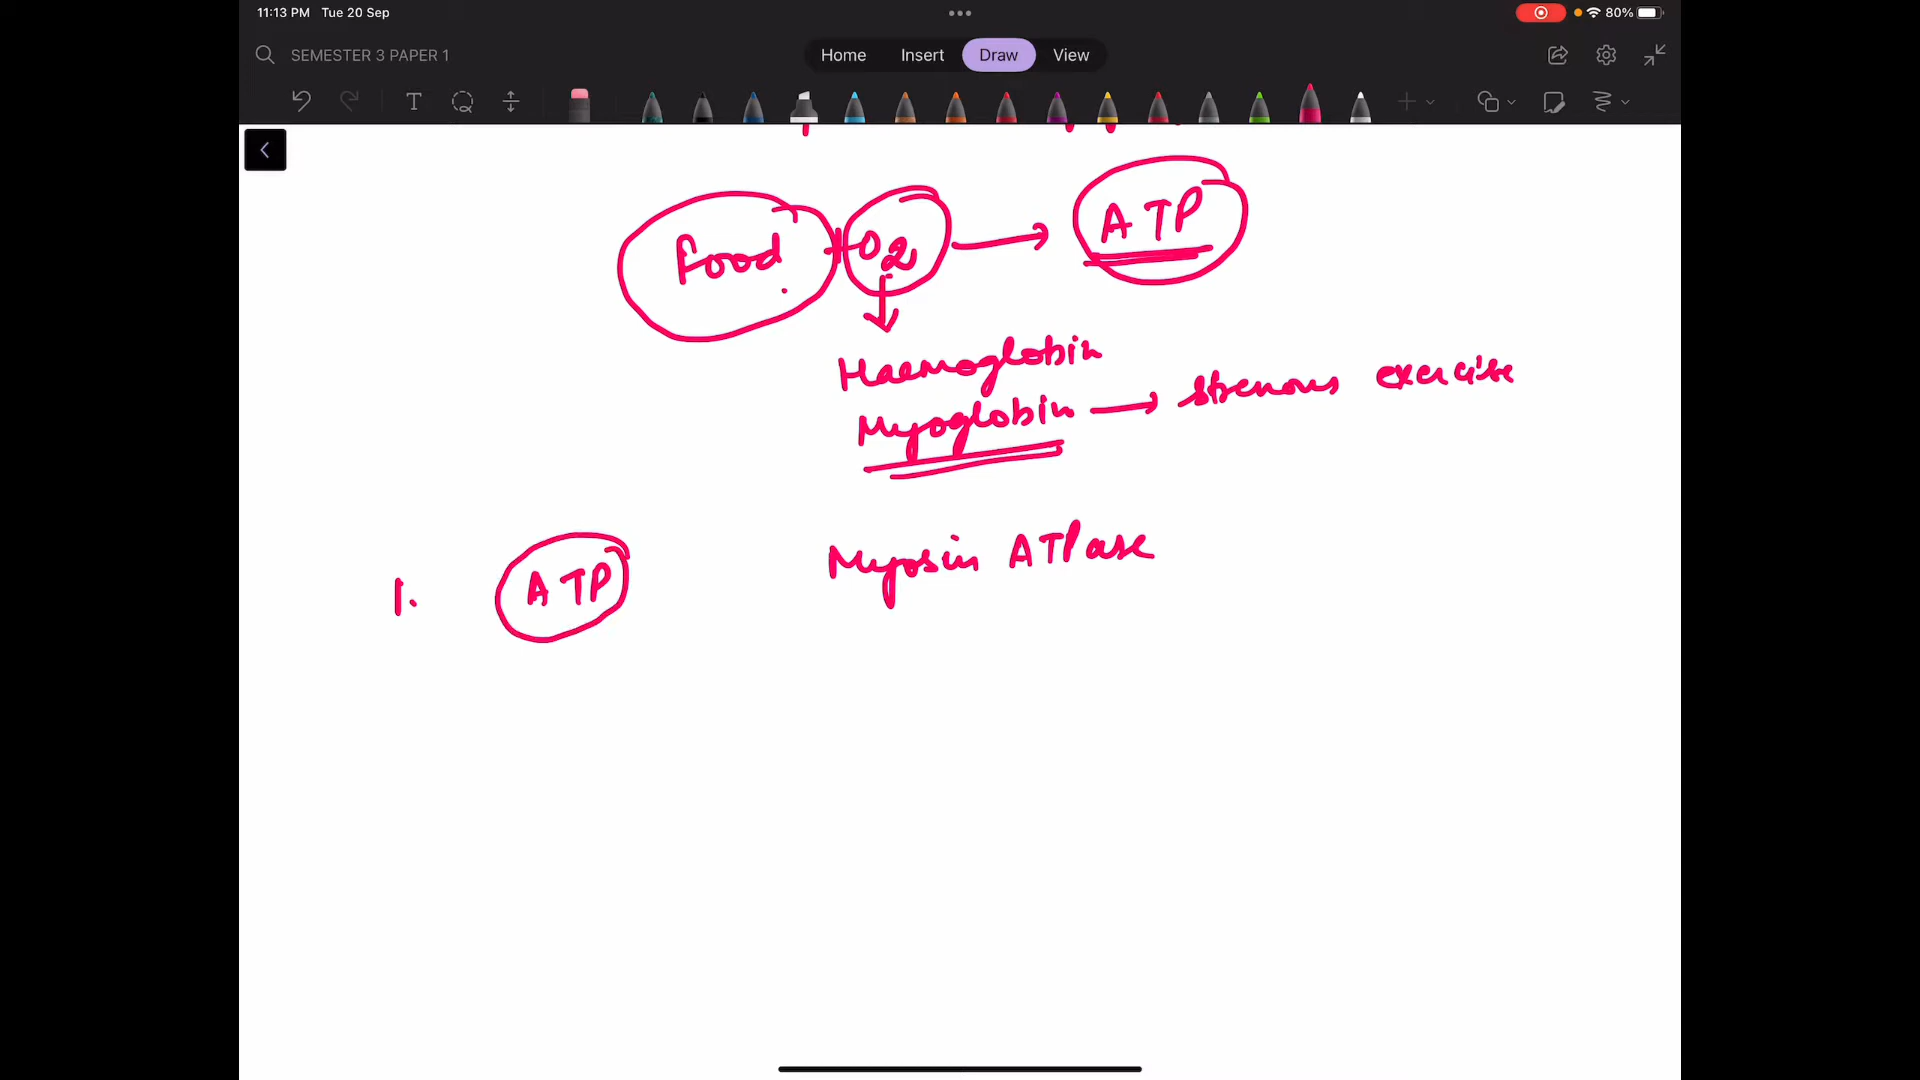 11:13 PM Tue 20 Sep
80%
SEMESTER 3 PAPER 1
Home Insert Draw View
T
food + O2 → ATP
Haemoglobin
Myoglobin → strenous exercise
1. ATP Myosin ATPase